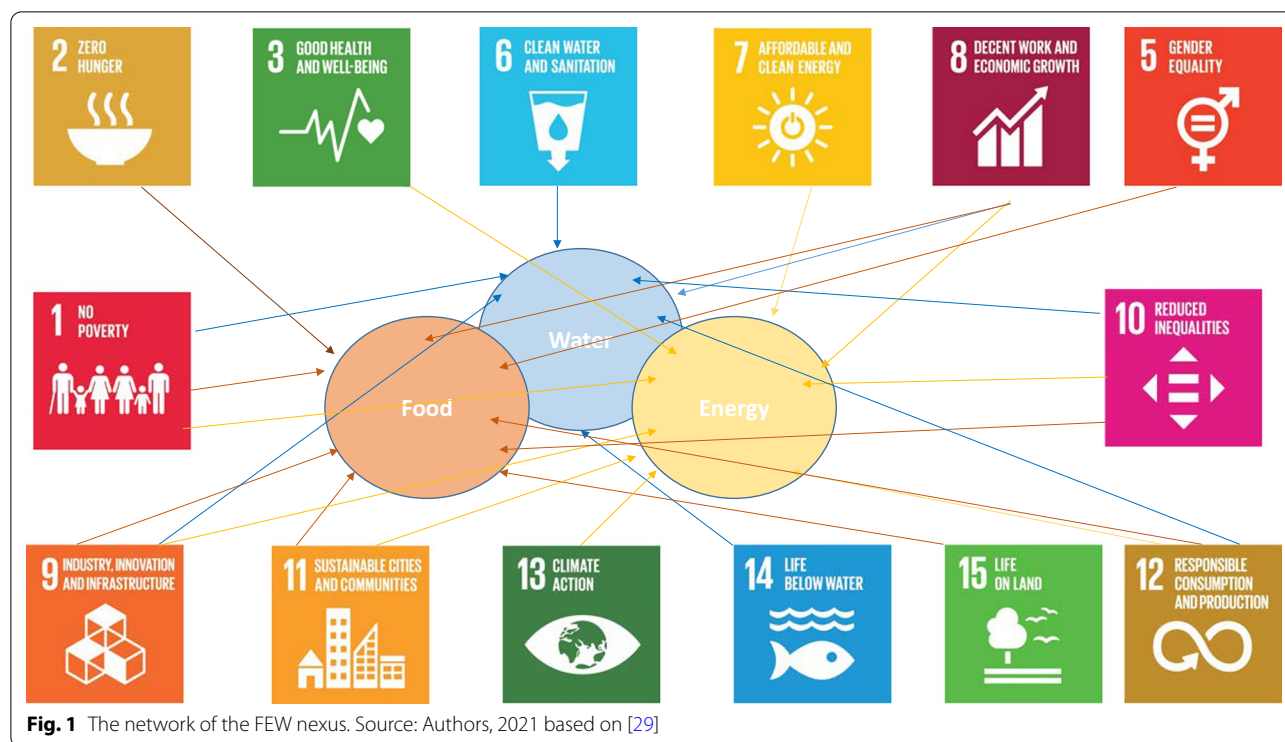 2 ZERO
HUNGER
3 GOOD HEALTH
AND WELL-BEING
6 CLEAN WATER
AND SANITATION
7 AFFORDABLE AND
CLEAN ENERGY
8 DECENT WORK AND
ECONOMIC GROWTH
5 GENDER
EQUALITY
1 NO
POVERTY
Water
Food
Energy
10 REDUCED
INEQUALITIES
9 INDUSTRY, INNOVATION
AND INFRASTRUCTURE
11 SUSTAINABLE CITIES
AND COMMUNITIES
13 CLIMATE
ACTION
14 LIFE
BELOW WATER
15 LIFE
ON LAND
12 RESPONSIBLE
CONSUMPTION
AND PRODUCTION
Fig. 1 The network of the FEW nexus. Source: Authors, 2021 based on [29]